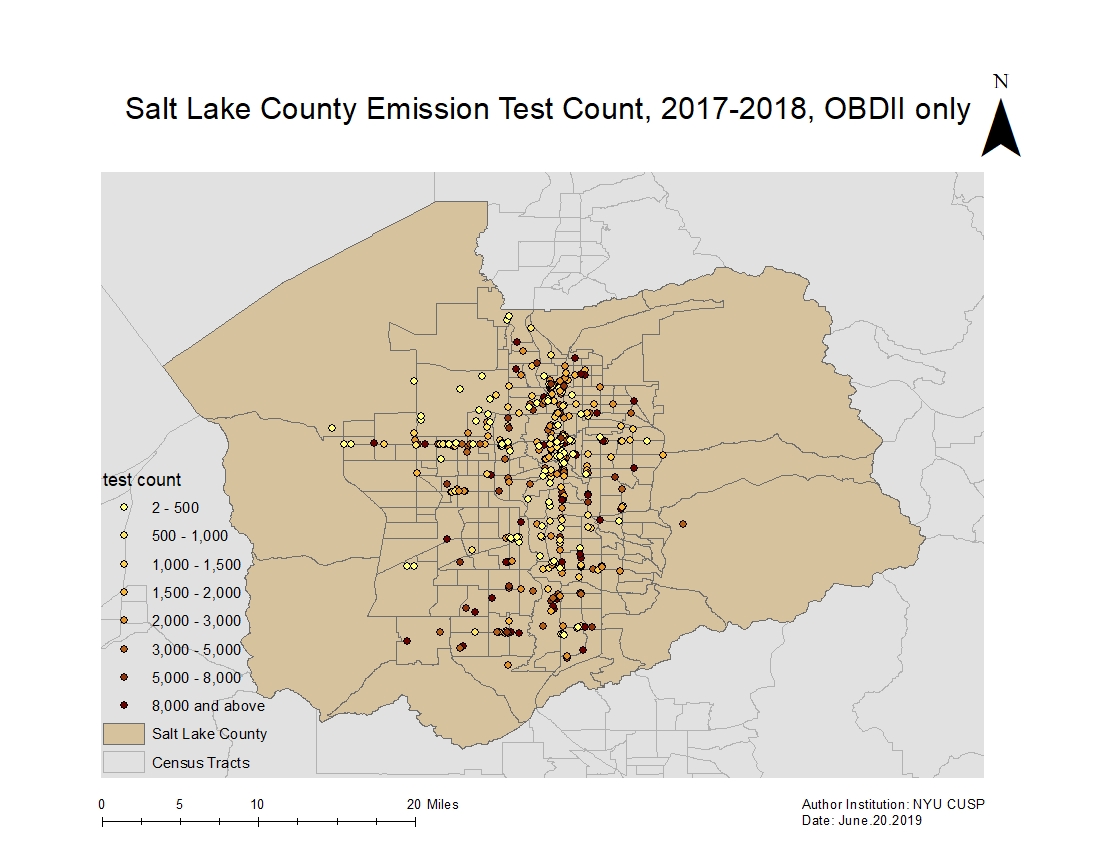 N
Salt Lake County Emission Test Count, 2017-2018, OBDII only
test count
2 - 500
500 - 1,000
1,000 - 1,500
1,500 - 2,000
2,000 - 3,000
3,000 - 5,000
5,000 - 8,000
8,000 and above
Salt Lake County
Census Tracts
0 5 10 20 Miles
Author Institution: NYU CUSP
Date: June.20.2019